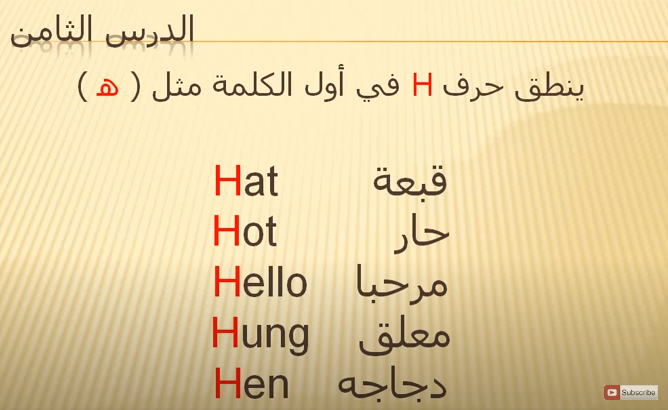 الدرس الثامن
ينطق حرف H في أول الكلمة مثل ( هـ )
Hat قبعة
Hot حار
Hello مرحبا
Hung معلق
Hen دجاجه
Subscribe